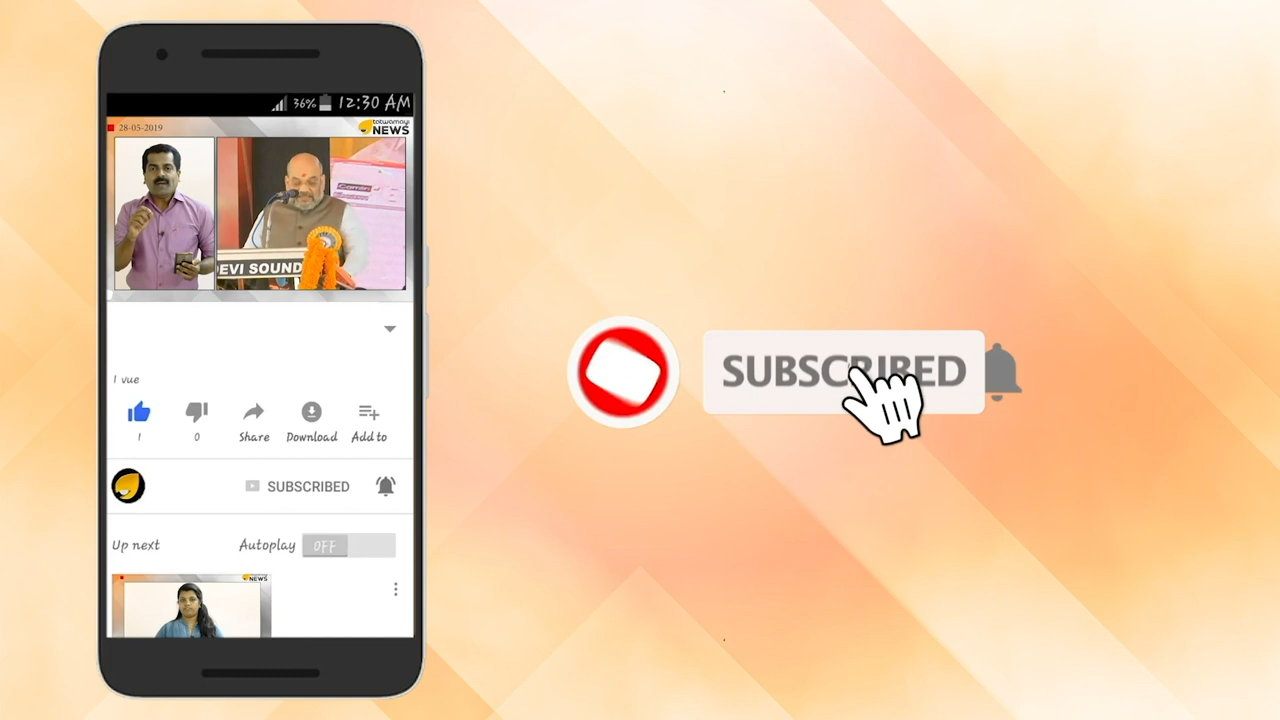 36% 12:30 AM
28-05-2019
tatwamayi
NEWS
DEVI SOUND
1 vue
1
0
Share
Download
Add to
SUBSCRIBED
Up next
Autoplay
OFF
NEWS
SUBSCRIBED